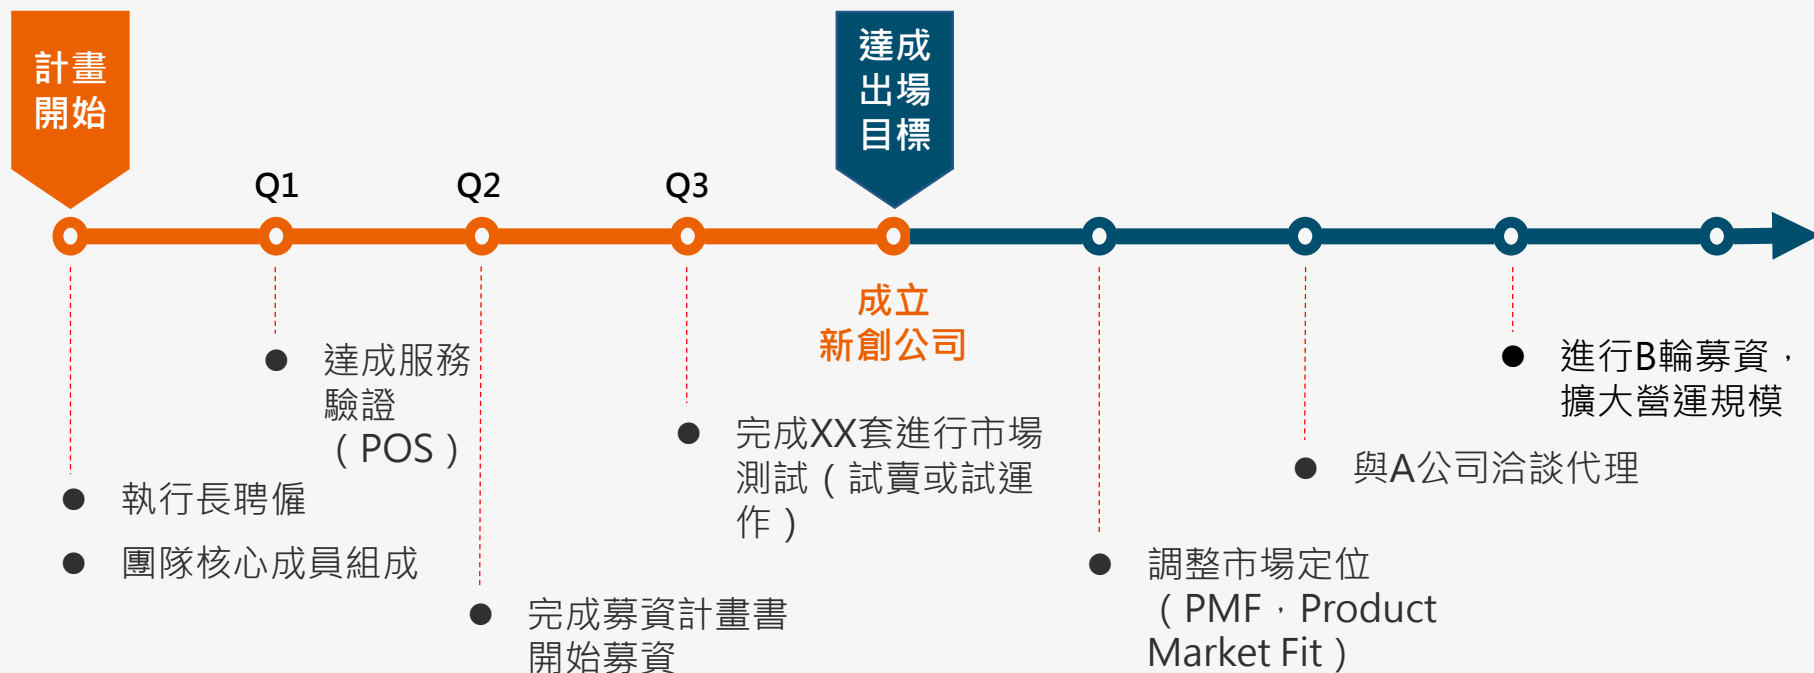 計畫
開始
達成
出場
目標
Q1
Q2
Q3
成立
新創公司
● 執行長聘僱
● 團隊核心成員組成
● 達成服務
驗證
（POS）
● 完成募資計畫書
開始募資
● 完成XX套進行市場
測試（試賣或試運
作）
● 調整市場定位
（PMF，Product
Market Fit）
● 與A公司洽談代理
● 進行B輪募資，
擴大營運規模